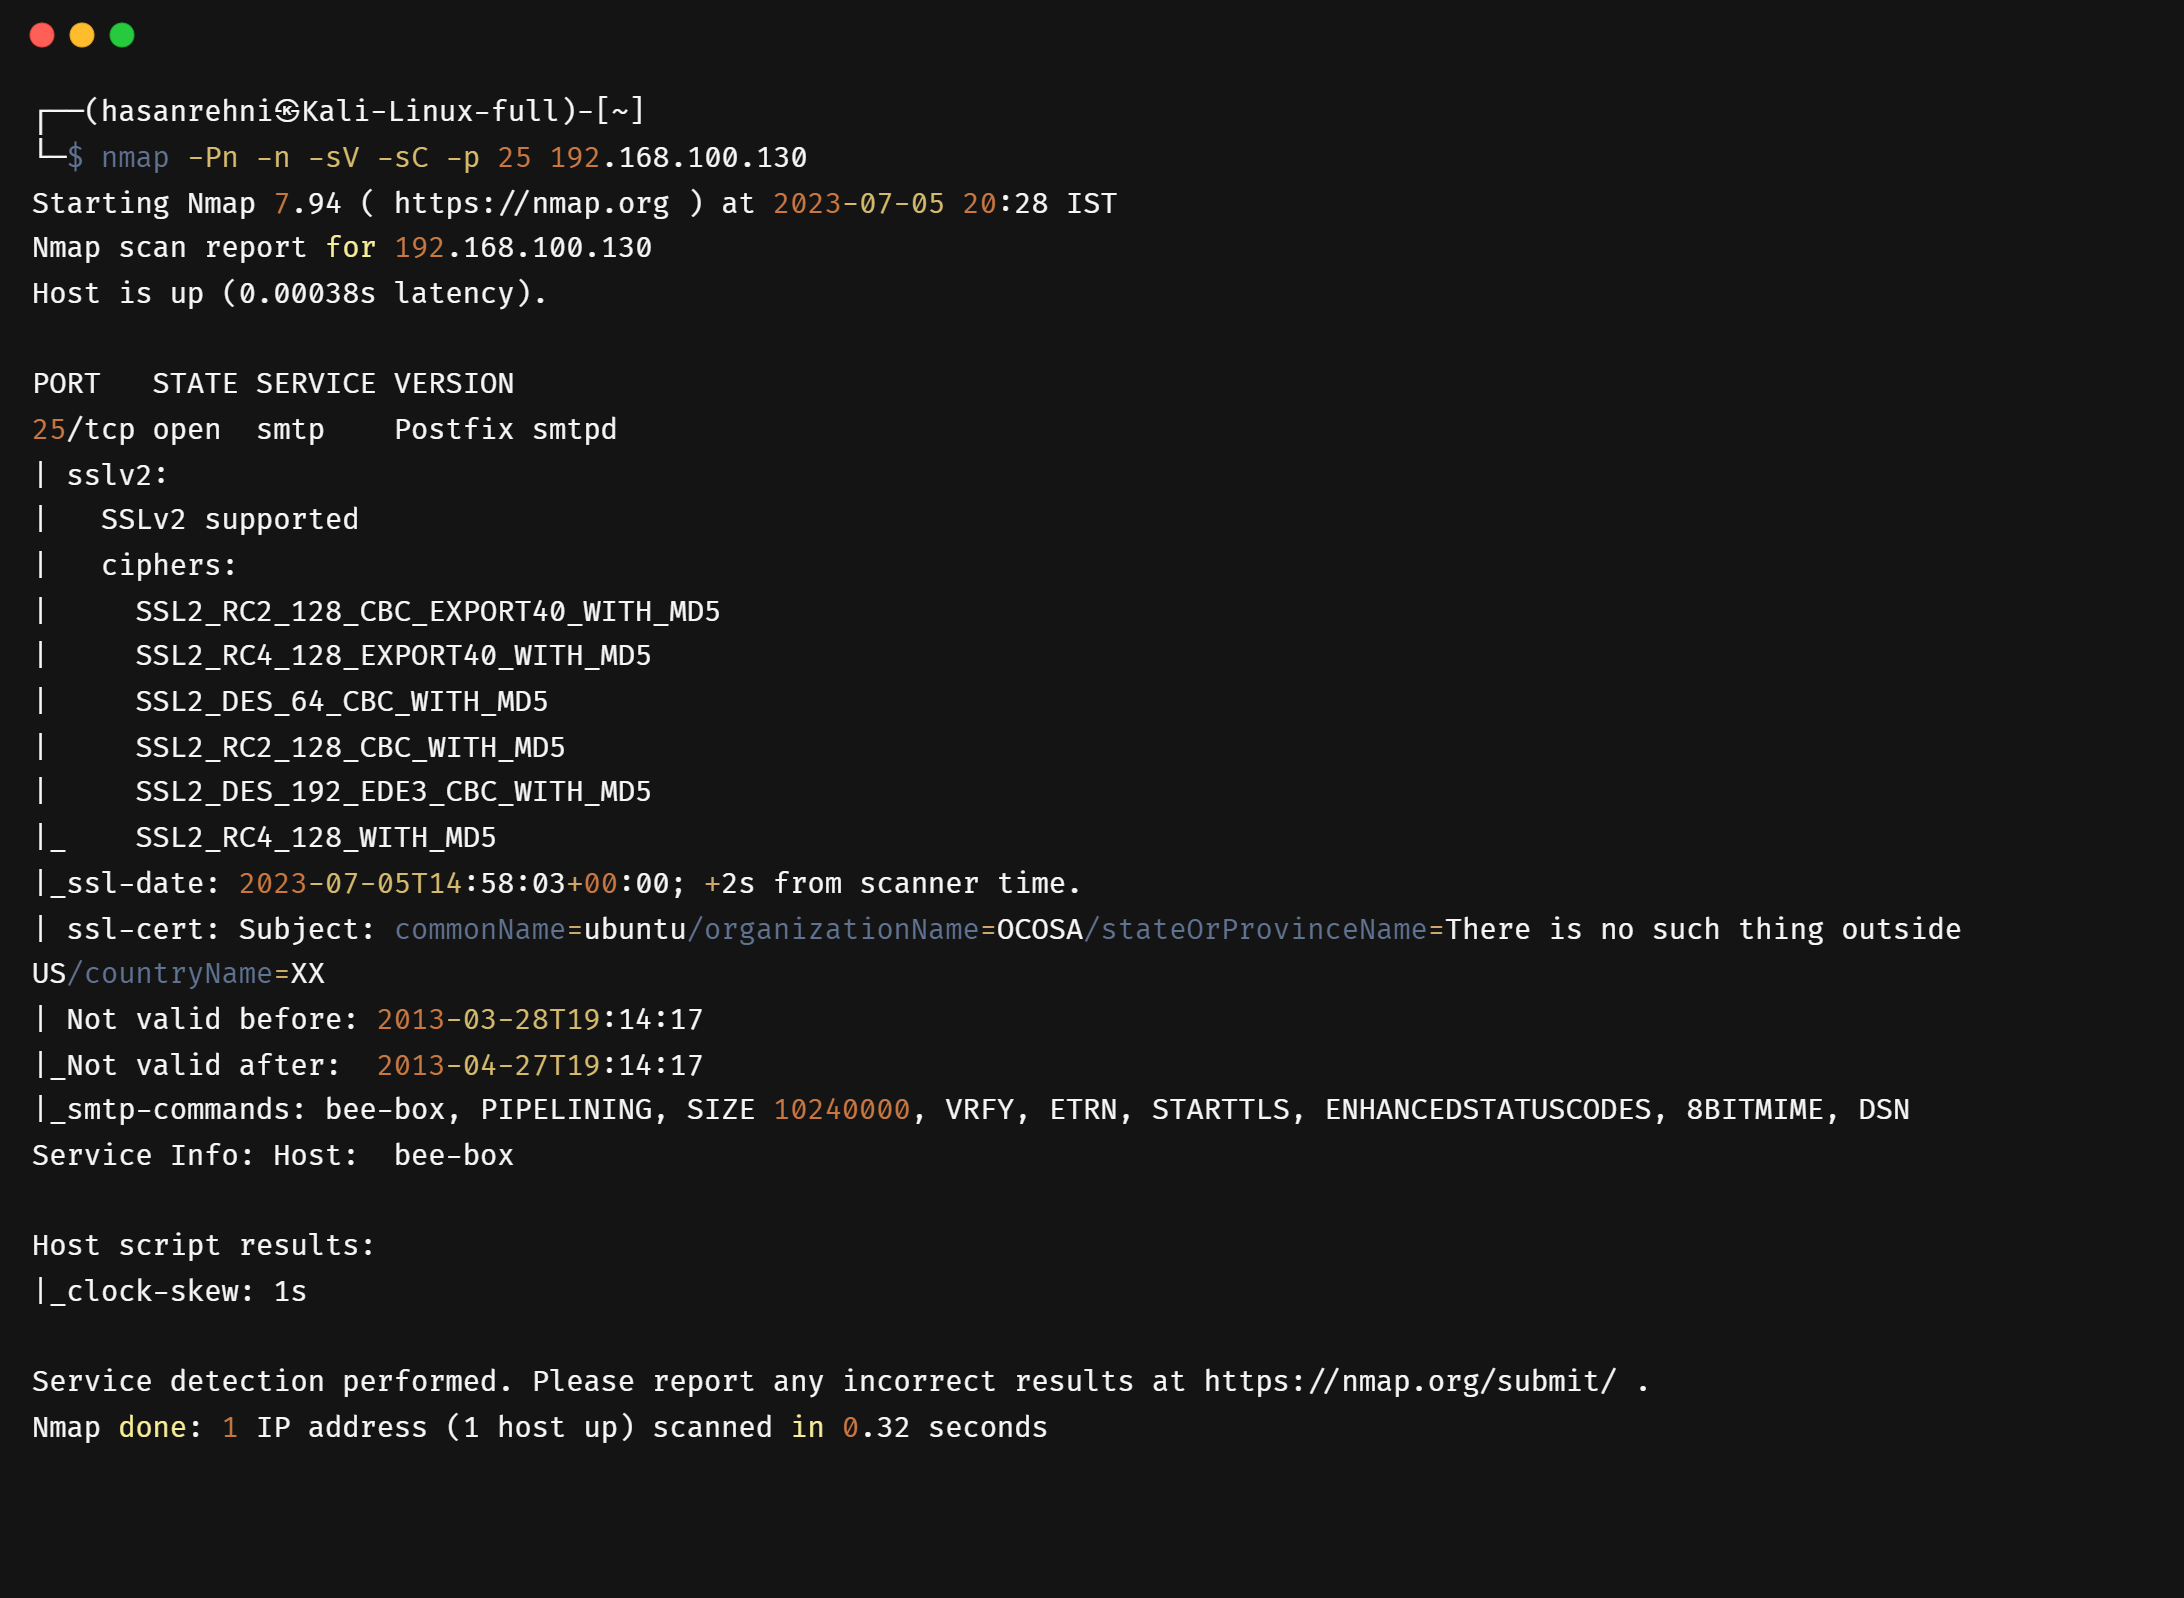 ┌──(hasanrehni㉿Kali-Linux-full)-[~]
└─$ nmap -Pn -n -sV -sC -p 25 192.168.100.130
Starting Nmap 7.94 ( https://nmap.org ) at 2023-07-05 20:28 IST
Nmap scan report for 192.168.100.130
Host is up (0.00038s latency).

PORT   STATE SERVICE VERSION
25/tcp open  smtp    Postfix smtpd
| sslv2:
|   SSLv2 supported
|   ciphers:
|     SSL2_RC2_128_CBC_EXPORT40_WITH_MD5
|     SSL2_RC4_128_EXPORT40_WITH_MD5
|     SSL2_DES_64_CBC_WITH_MD5
|     SSL2_RC2_128_CBC_WITH_MD5
|     SSL2_DES_192_EDE3_CBC_WITH_MD5
|_    SSL2_RC4_128_WITH_MD5
|_ssl-date: 2023-07-05T14:58:03+00:00; +2s from scanner time.
| ssl-cert: Subject: commonName=ubuntu/organizationName=OCOSA/stateOrProvinceName=There is no such thing outside
US/countryName=XX
| Not valid before: 2013-03-28T19:14:17
|_Not valid after:  2013-04-27T19:14:17
|_smtp-commands: bee-box, PIPELINING, SIZE 10240000, VRFY, ETRN, STARTTLS, ENHANCEDSTATUSCODES, 8BITMIME, DSN
Service Info: Host:  bee-box

Host script results:
|_clock-skew: 1s

Service detection performed. Please report any incorrect results at https://nmap.org/submit/ .
Nmap done: 1 IP address (1 host up) scanned in 0.32 seconds